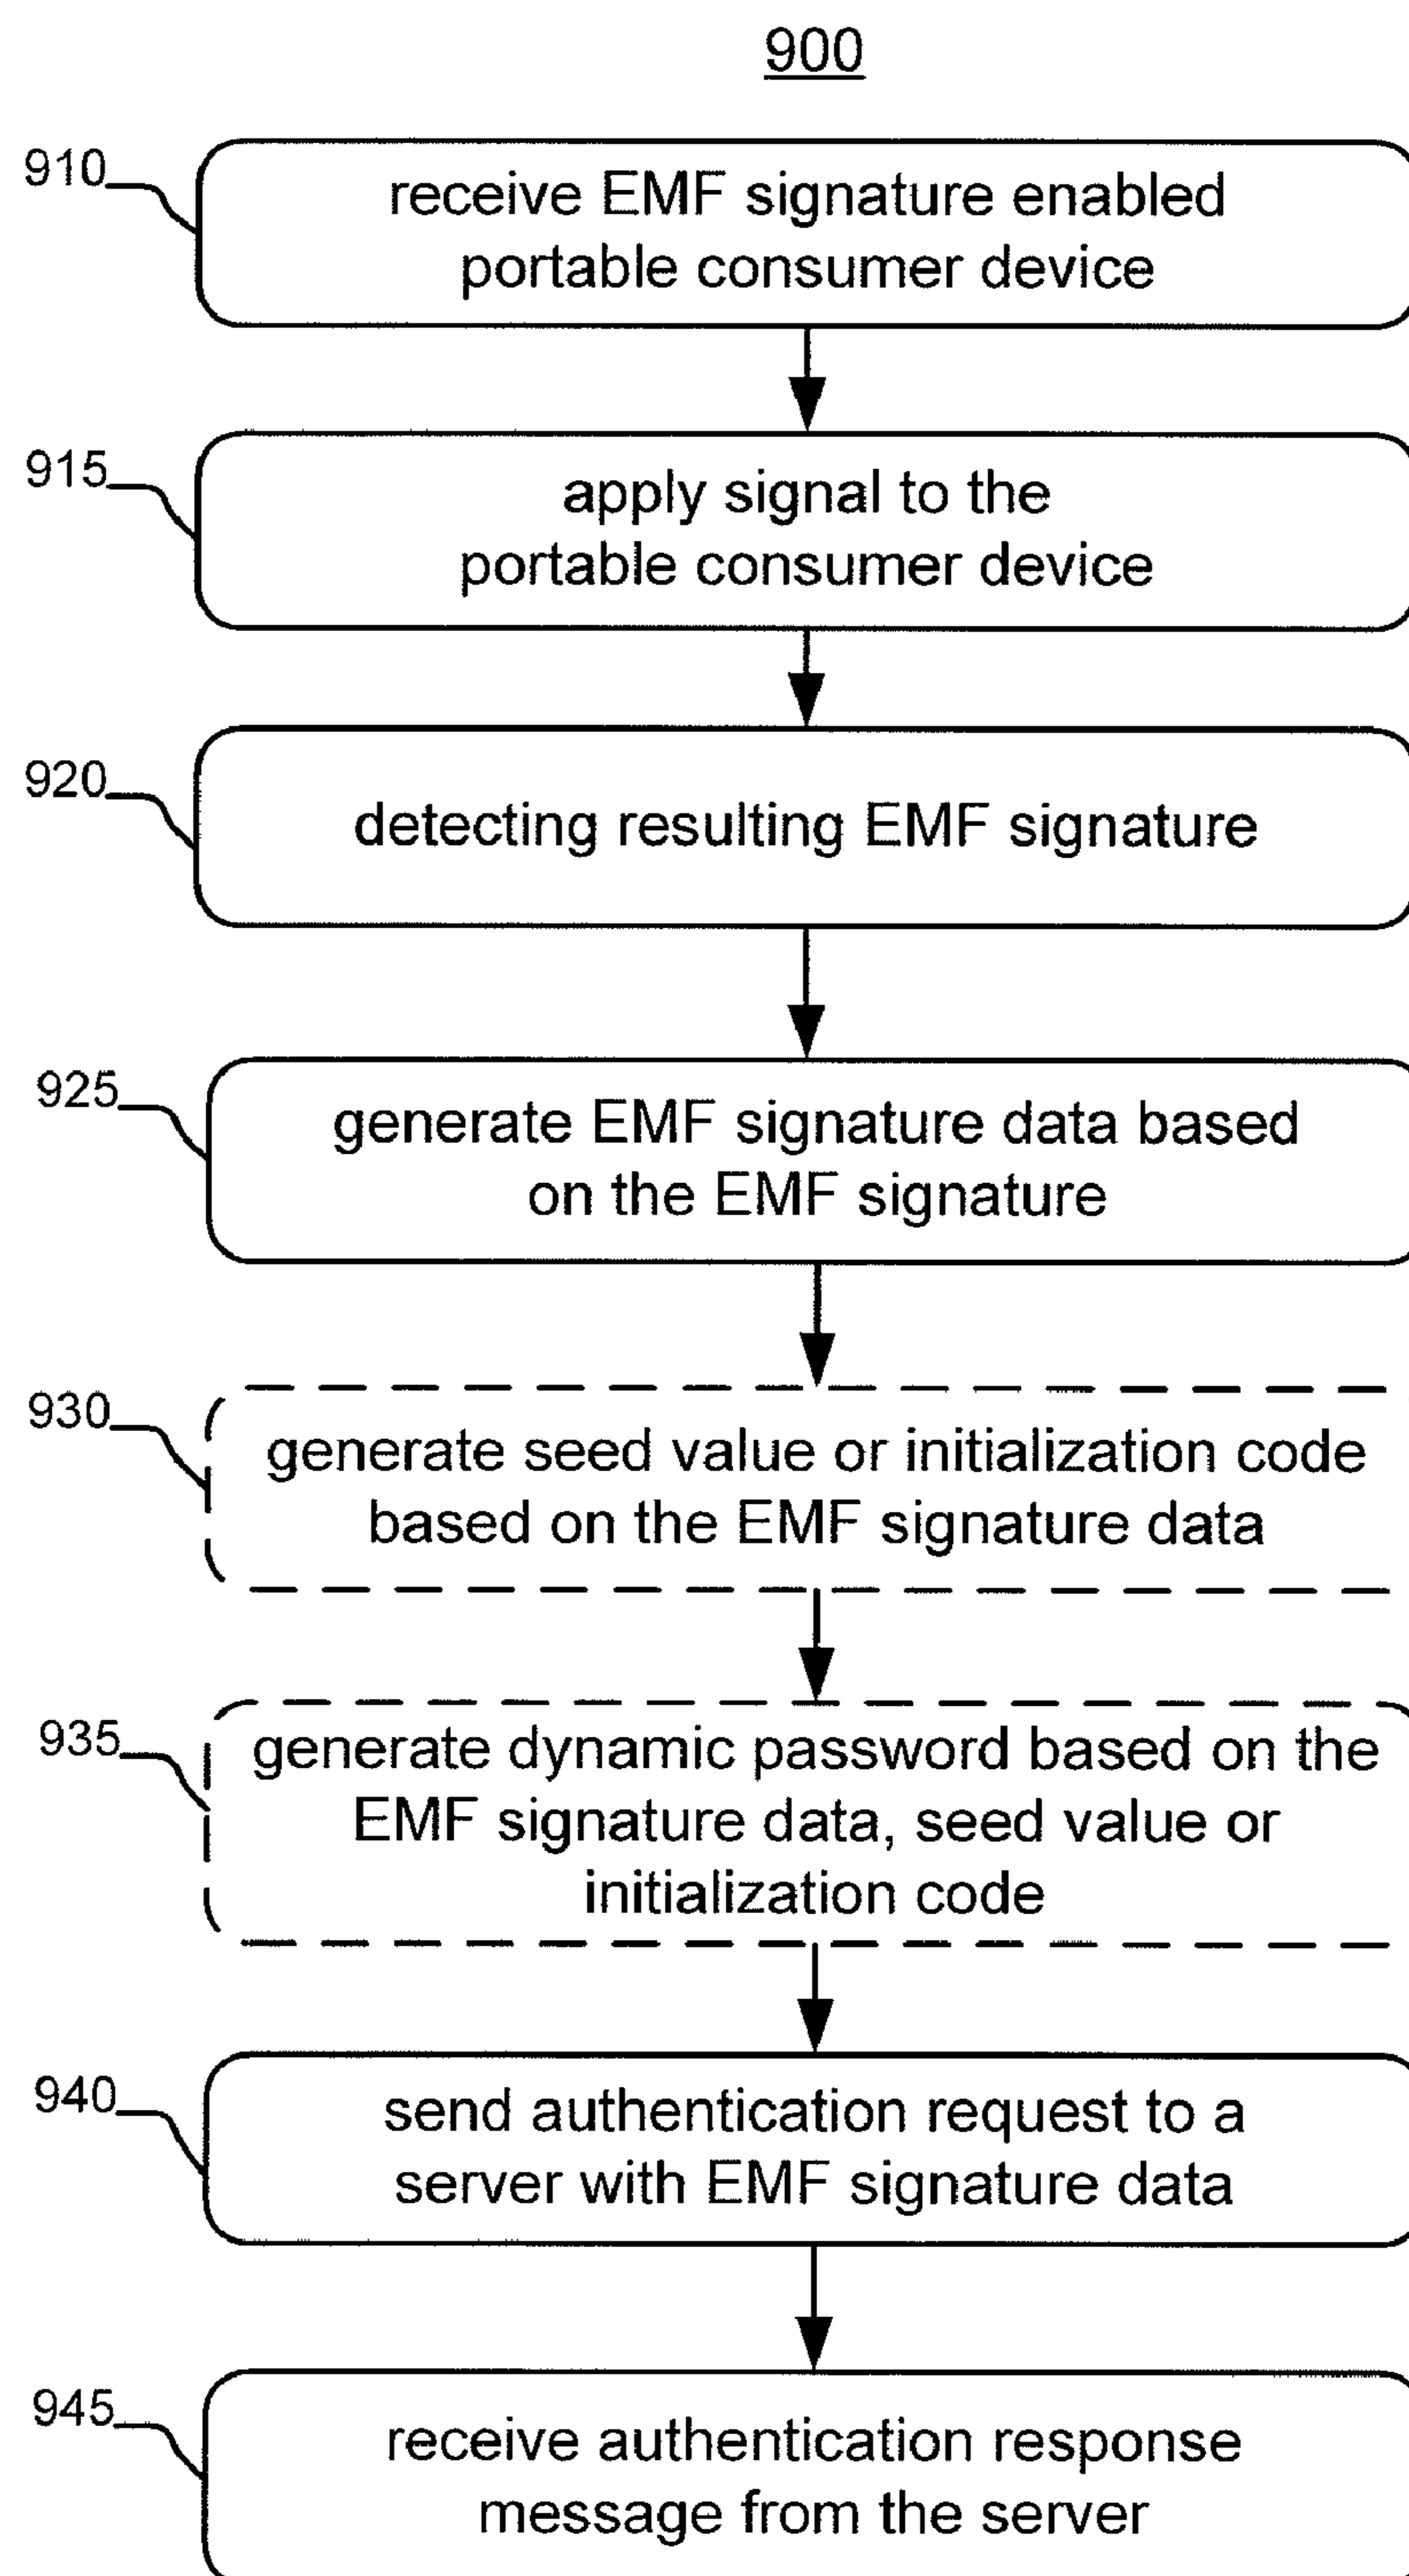 900
910
receive EMF signature enabled
portable consumer device
915
apply signal to the
portable consumer device
920
detecting resulting EMF signature
925
generate EMF signature data based
on the EMF signature
930
generate seed value or initialization code
based on the EMF signature data
935
generate dynamic password based on the
EMF signature data, seed value or
initialization code
940
send authentication request to a
server with EMF signature data
945
receive authentication response
message from the server